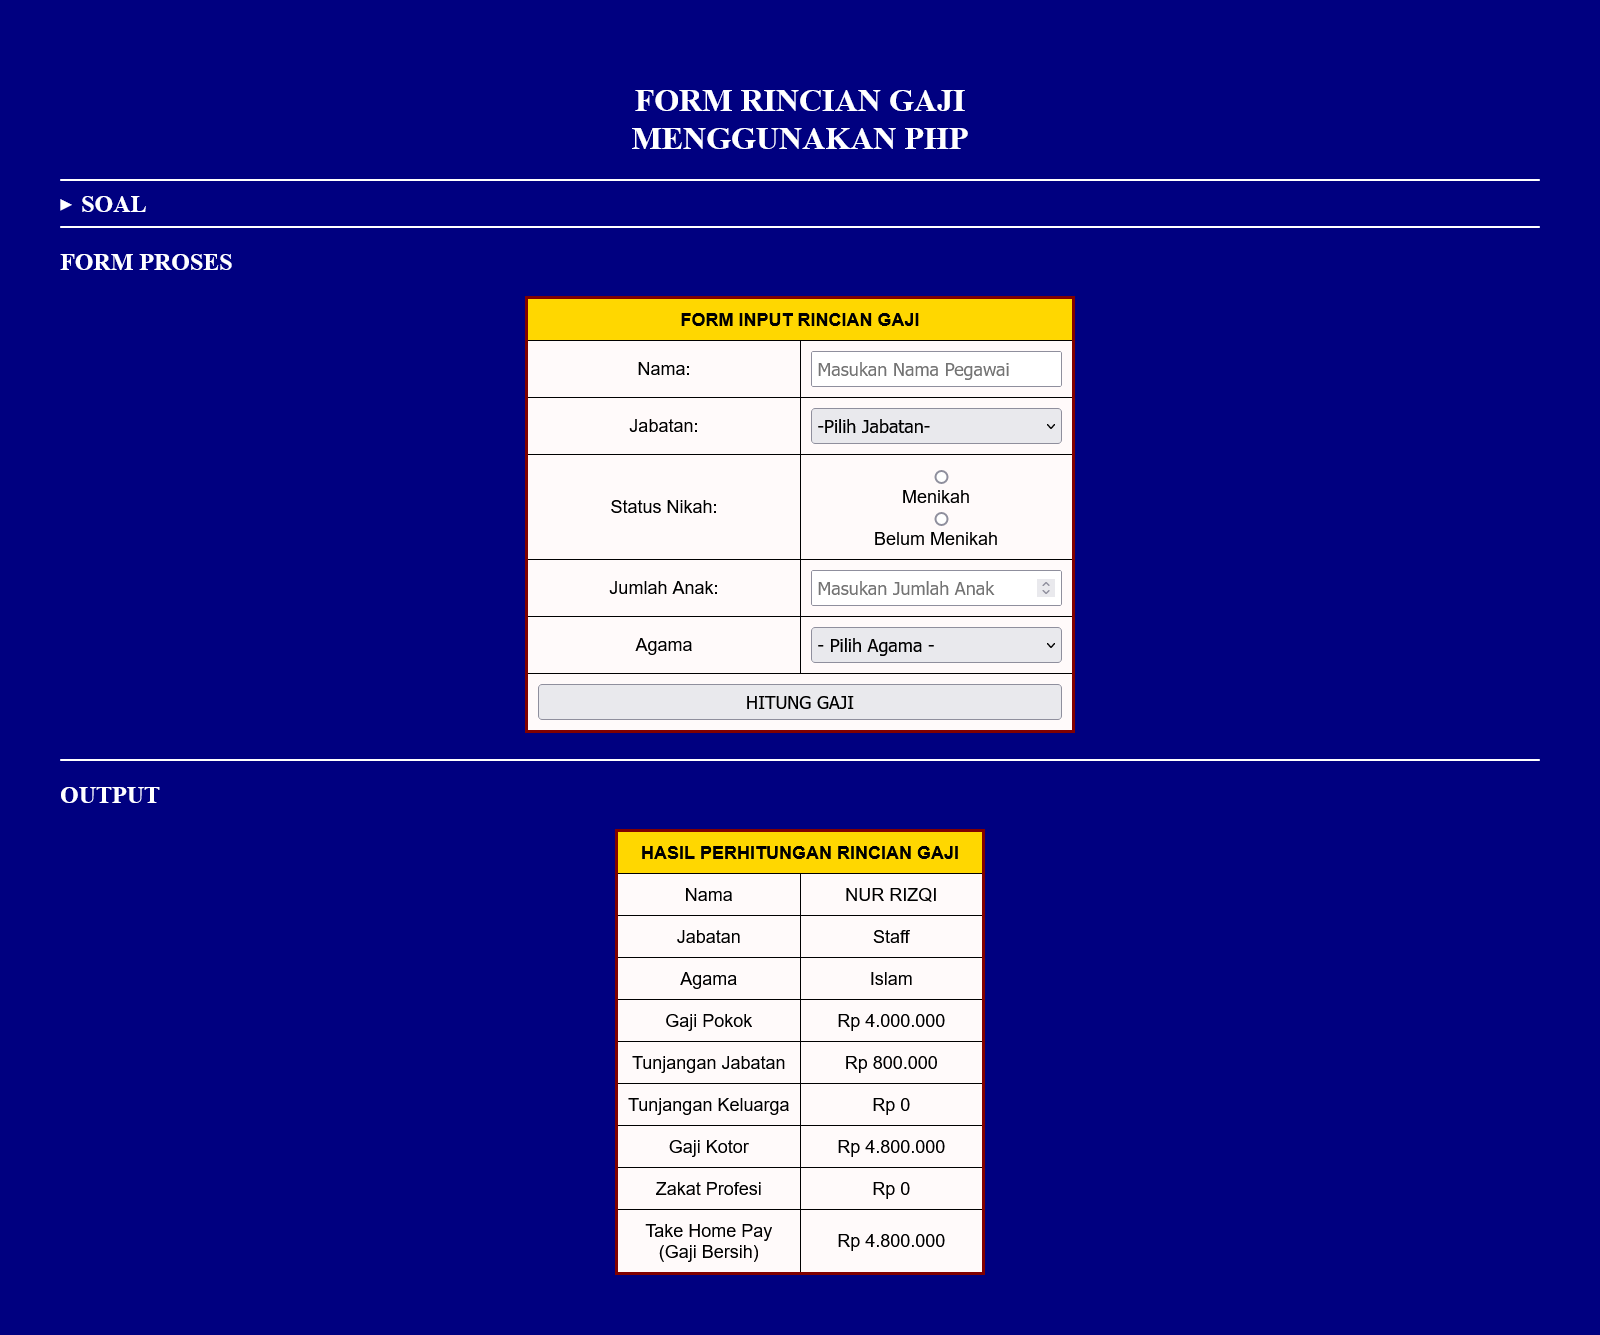 FORM RINCIAN GAJI
MENGGUNAKAN PHP
SOAL
FORM PROSES
FORM INPUT RINCIAN GAJI
Nama: Masukan Nama Pegawai
Jabatan: -Pilih Jabatan-
Status Nikah:
Menikah
Belum Menikah
Jumlah Anak: Masukan Jumlah Anak
Agama - Pilih Agama -
HITUNG GAJI
OUTPUT
HASIL PERHITUNGAN RINCIAN GAJI
Nama NUR RIZQI
Jabatan Staff
Agama Islam
Gaji Pokok Rp 4.000.000
Tunjangan Jabatan Rp 800.000
Tunjangan Keluarga Rp 0
Gaji Kotor Rp 4.800.000
Zakat Profesi Rp 0
Take Home Pay
(Gaji Bersih) Rp 4.800.000